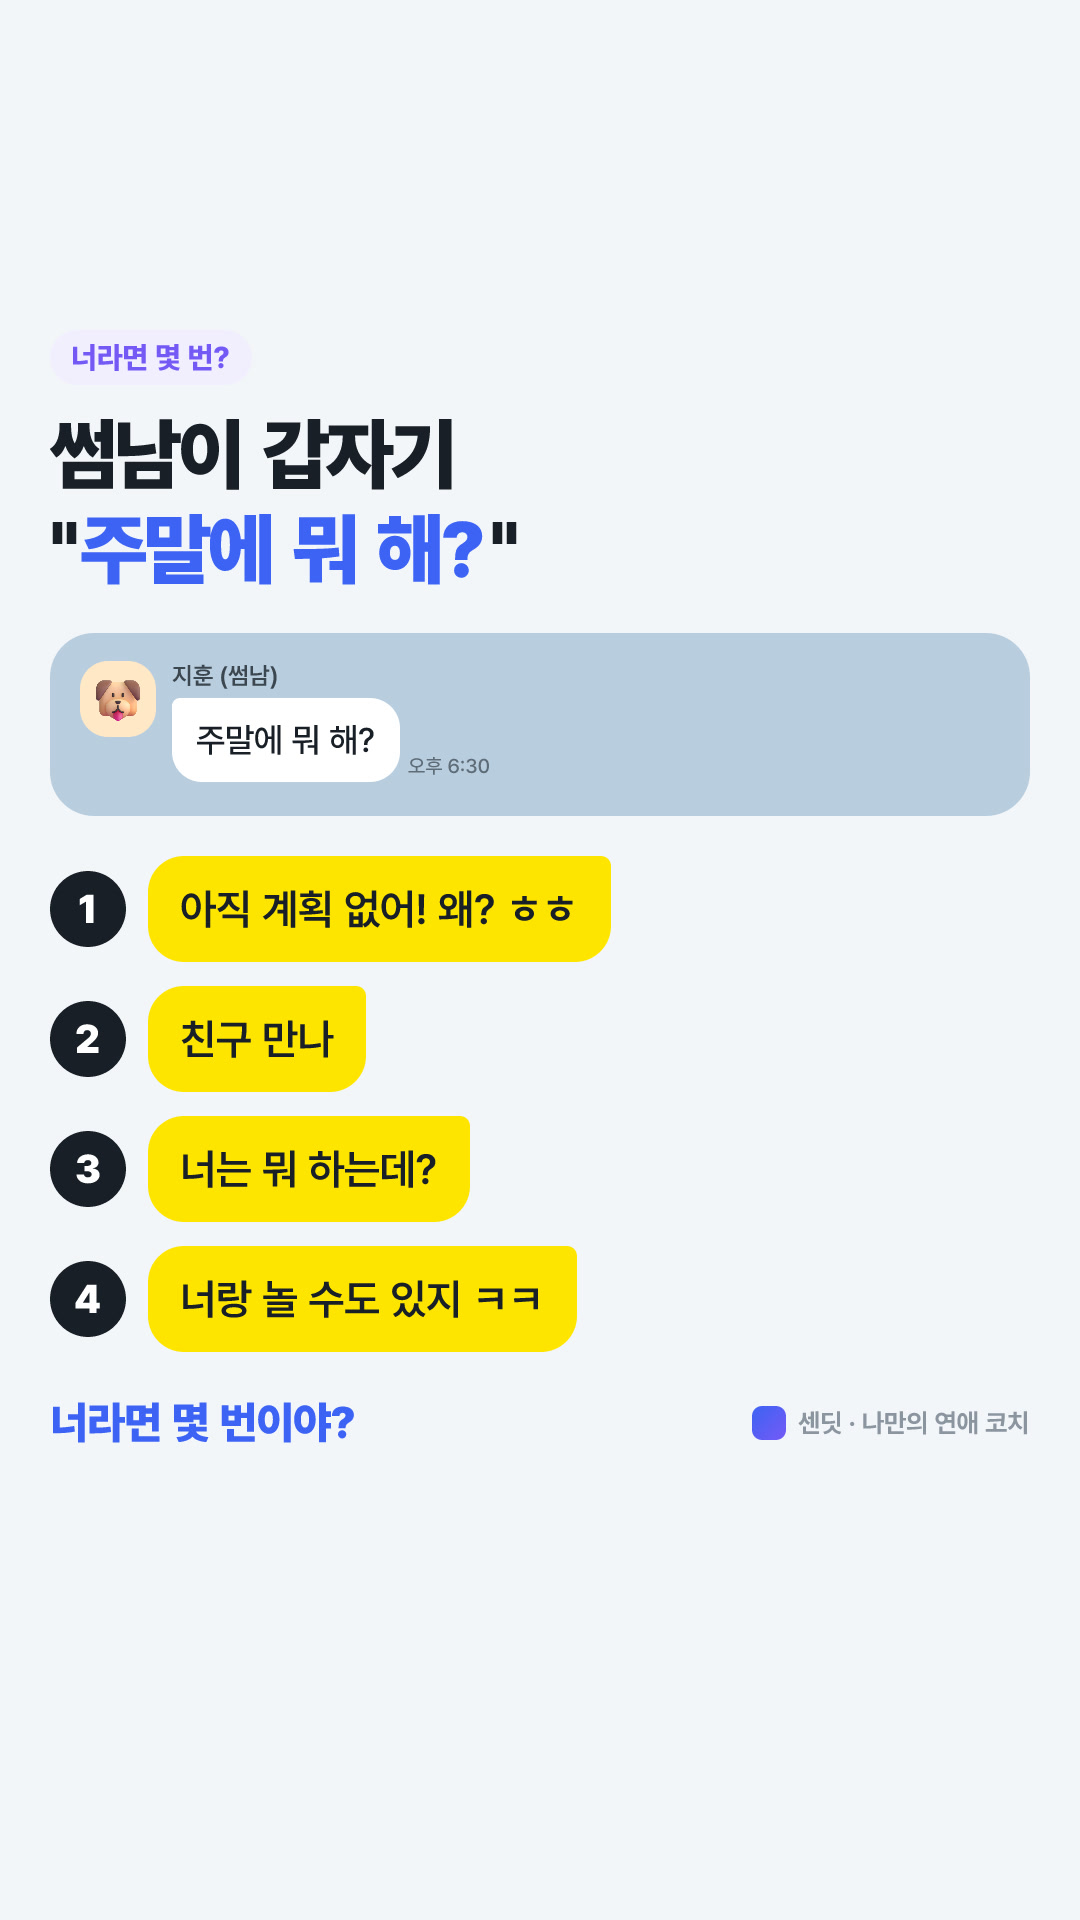 너라면 몇 번?
썸남이 갑자기
"주말에 뭐 해?"
지훈 (썸남)
주말에 뭐 해?
오후 6:30
1 아직 계획 없어! 왜? ㅎㅎ
2 친구 만나
3 너는 뭐 하는데?
4 너랑 놀 수도 있지 ㅋㅋ
너라면 몇 번이야?
센딧 · 나만의 연애 코치